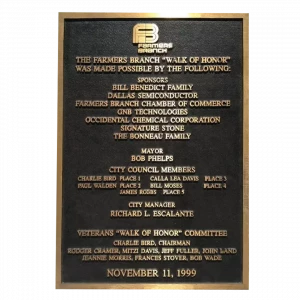 FB
FARMERS
BRANCH
THE FARMERS BRANCH "WALK OF HONOR"
WAS MADE POSSIBLE BY THE FOLLOWING:
SPONSORS
BILL BENEDICT FAMILY
DALLAS SEMICONDUCTOR
FARMERS BRANCH CHAMBER OF COMMERCE
GNB TECHNOLOGIES
OCCIDENTAL CHEMICAL CORPORATION
SIGNATURE STONE
THE BONNEAU FAMILY
MAYOR
BOB PHELPS
CITY COUNCIL MEMBERS
CHARLIE BIRD PLACE 1 CALLA LEA DAVIS PLACE 3
PAUL WALDEN PLACE 2 BILL MOSES PLACE 4
JAMES ROBBS PLACE 5
CITY MANAGER
RICHARD L. ESCALANTE
VETERANS "WALK OF HONOR" COMMITTEE
CHARLIE BIRD, CHAIRMAN
RODGER CRAMER, MITZI DAVIS, JEFF FULLER, JOHN LAND
JEANNIE MORRIS, FRANCES STOVER, BOB WADE
NOVEMBER 11, 1999